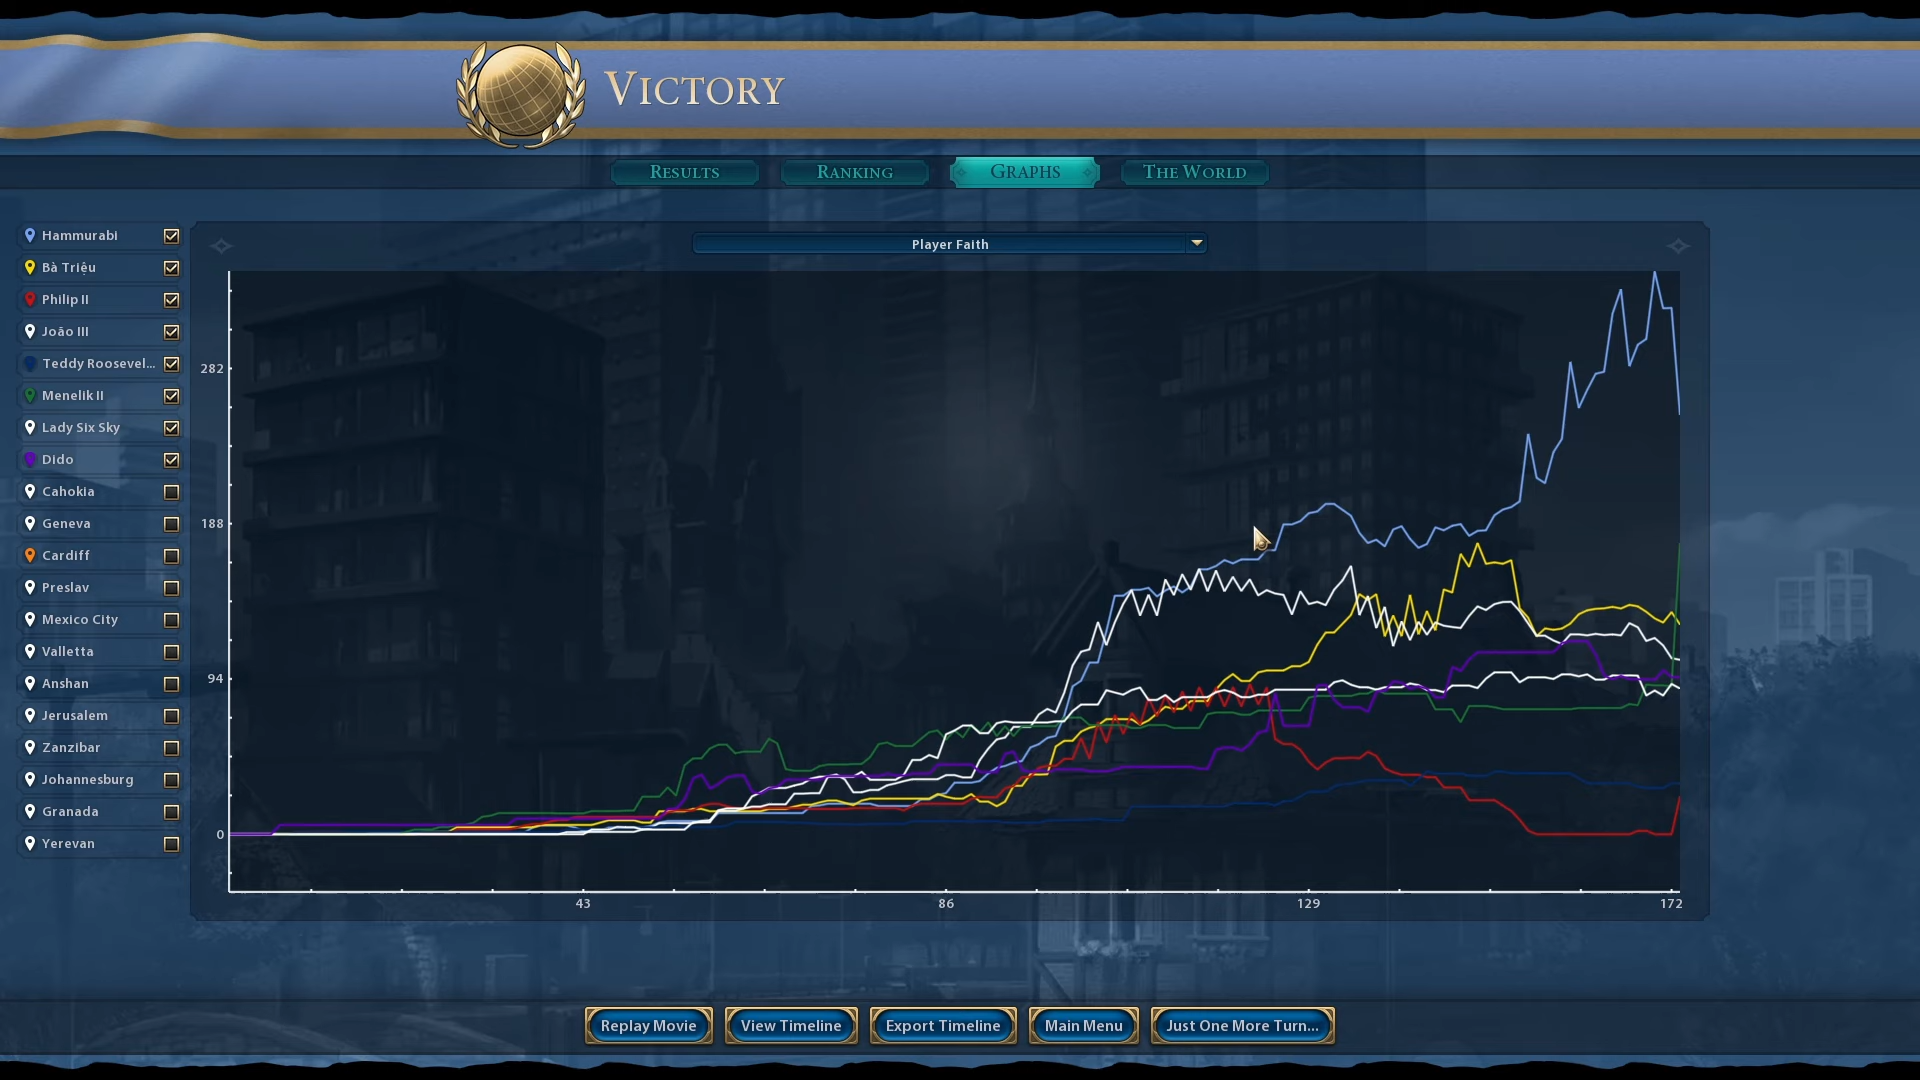 VICTORY
RESULTS
RANKING
GRAPHS
THE WORLD
Hammurabi
Bà Triệu
Philip II
João III
Teddy Roosevel...
Menelik II
Lady Six Sky
Dido
Cahokia
Geneva
Cardiff
Preslav
Mexico City
Valletta
Anshan
Jerusalem
Zanzibar
Johannesburg
Granada
Yerevan
Player Faith
282
188
94
0
43
86
129
172
Replay Movie
View Timeline
Export Timeline
Main Menu
Just One More Turn...